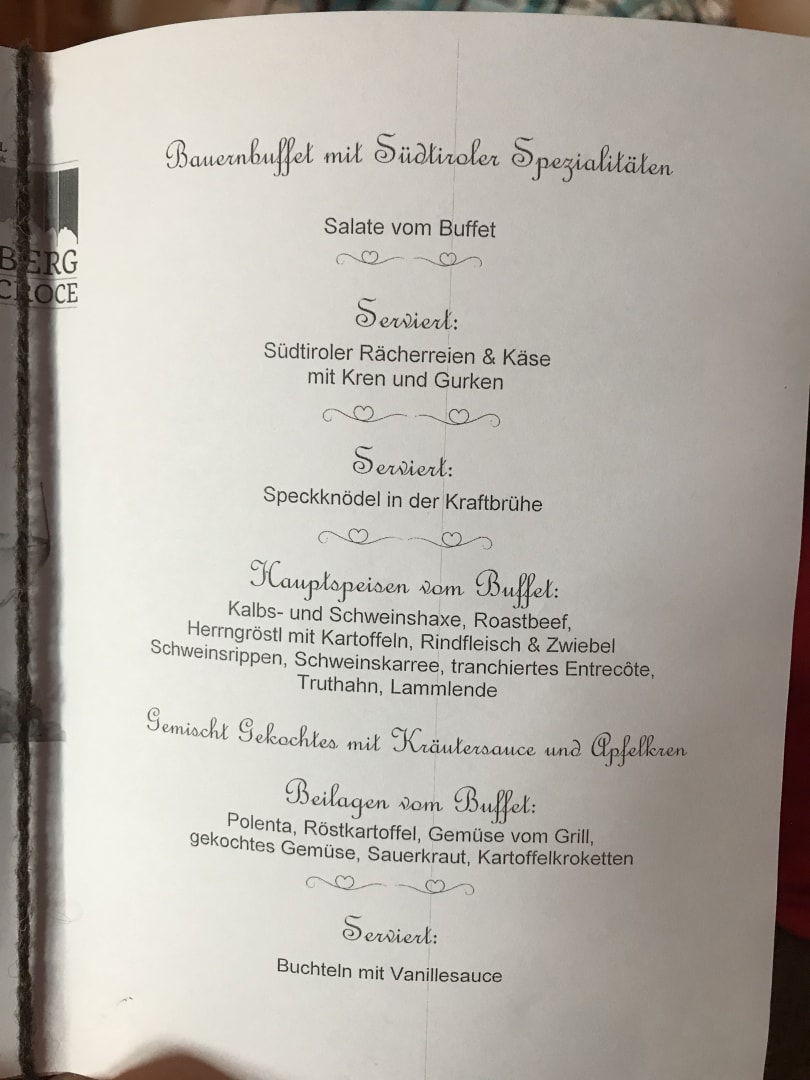 L
BERG
CROCE
Bauernbuffet mit Südtiroler Spezialitäten
Salate vom Buffet
Serviert:
Südtiroler Rächerreien & Käse
mit Kren und Gurken
Serviert:
Speckknödel in der Kraftbrühe
Hauptspeisen vom Buffet:
Kalbs- und Schweinshaxe, Roastbeef,
Herrngröstl mit Kartoffeln, Rindfleisch & Zwiebel
Schweinsrippen, Schweinskarree, tranchiertes Entrecôte,
Truthahn, Lammlende
Gemischt Gekochtes mit Kräutersauce und Apfelkren
Beilagen vom Buffet:
Polenta, Röstkartoffel, Gemüse vom Grill,
gekochtes Gemüse, Sauerkraut, Kartoffelkroketten
Serviert:
Buchteln mit Vanillesauce